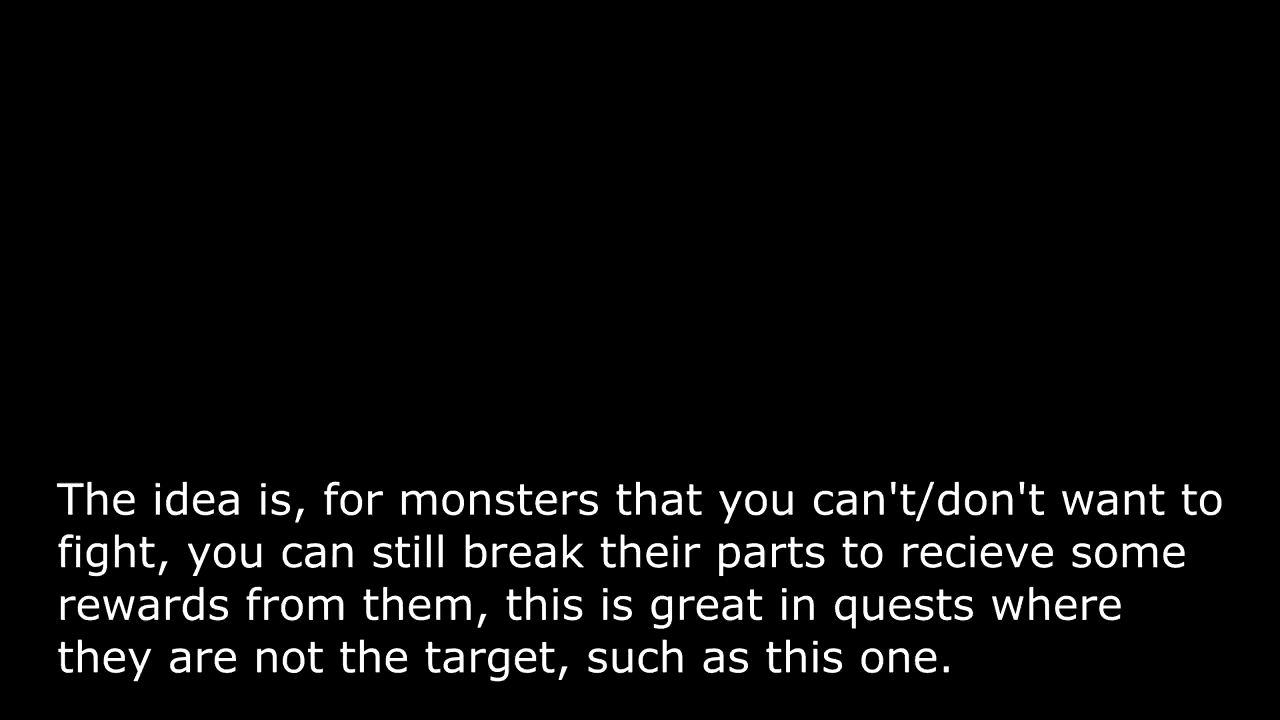 The idea is, for monsters that you can't/don't want to
fight, you can still break their parts to recieve some
rewards from them, this is great in quests where
they are not the target, such as this one.